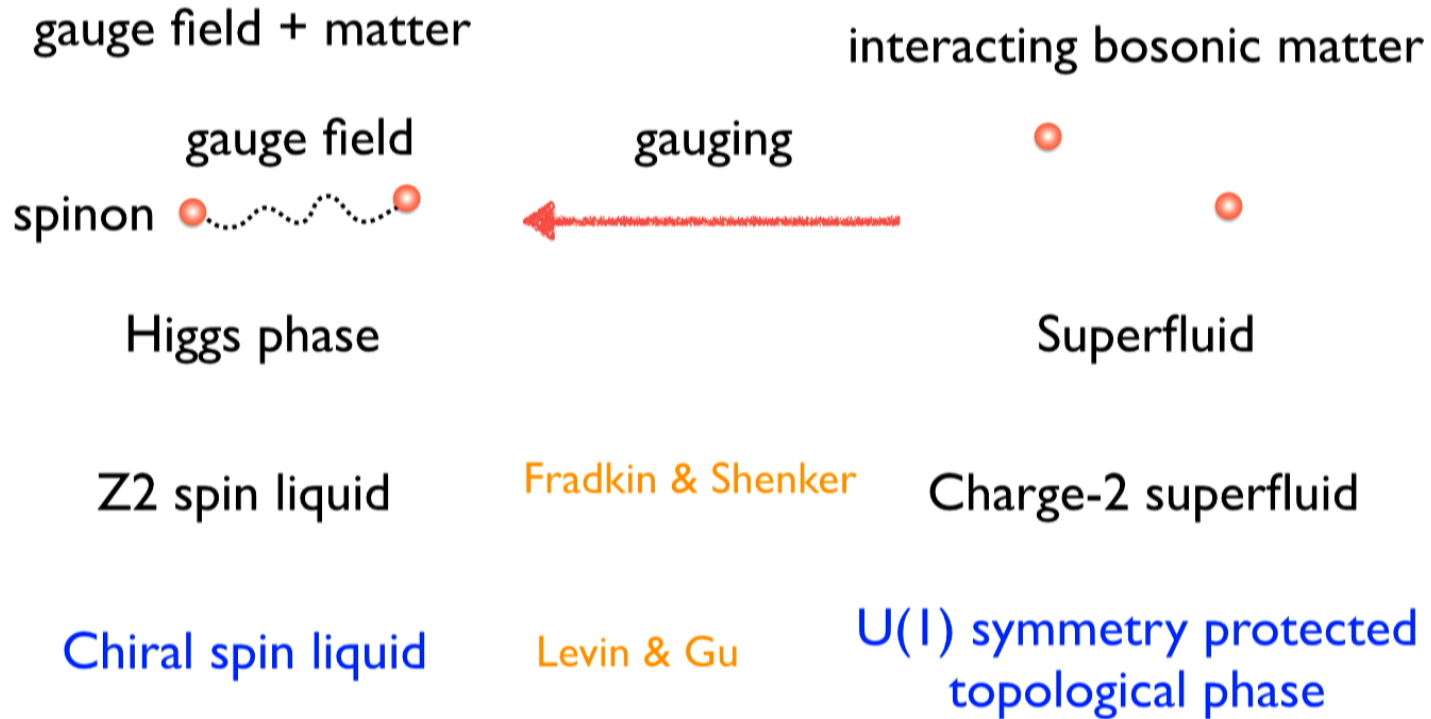 gauge field + matter
interacting bosonic matter
gauge field
gauging
spinon
Higgs phase
Superfluid
Z2 spin liquid
Fradkin & Shenker
Charge-2 superfluid
Chiral spin liquid
Levin & Gu
U(1) symmetry protected
topological phase